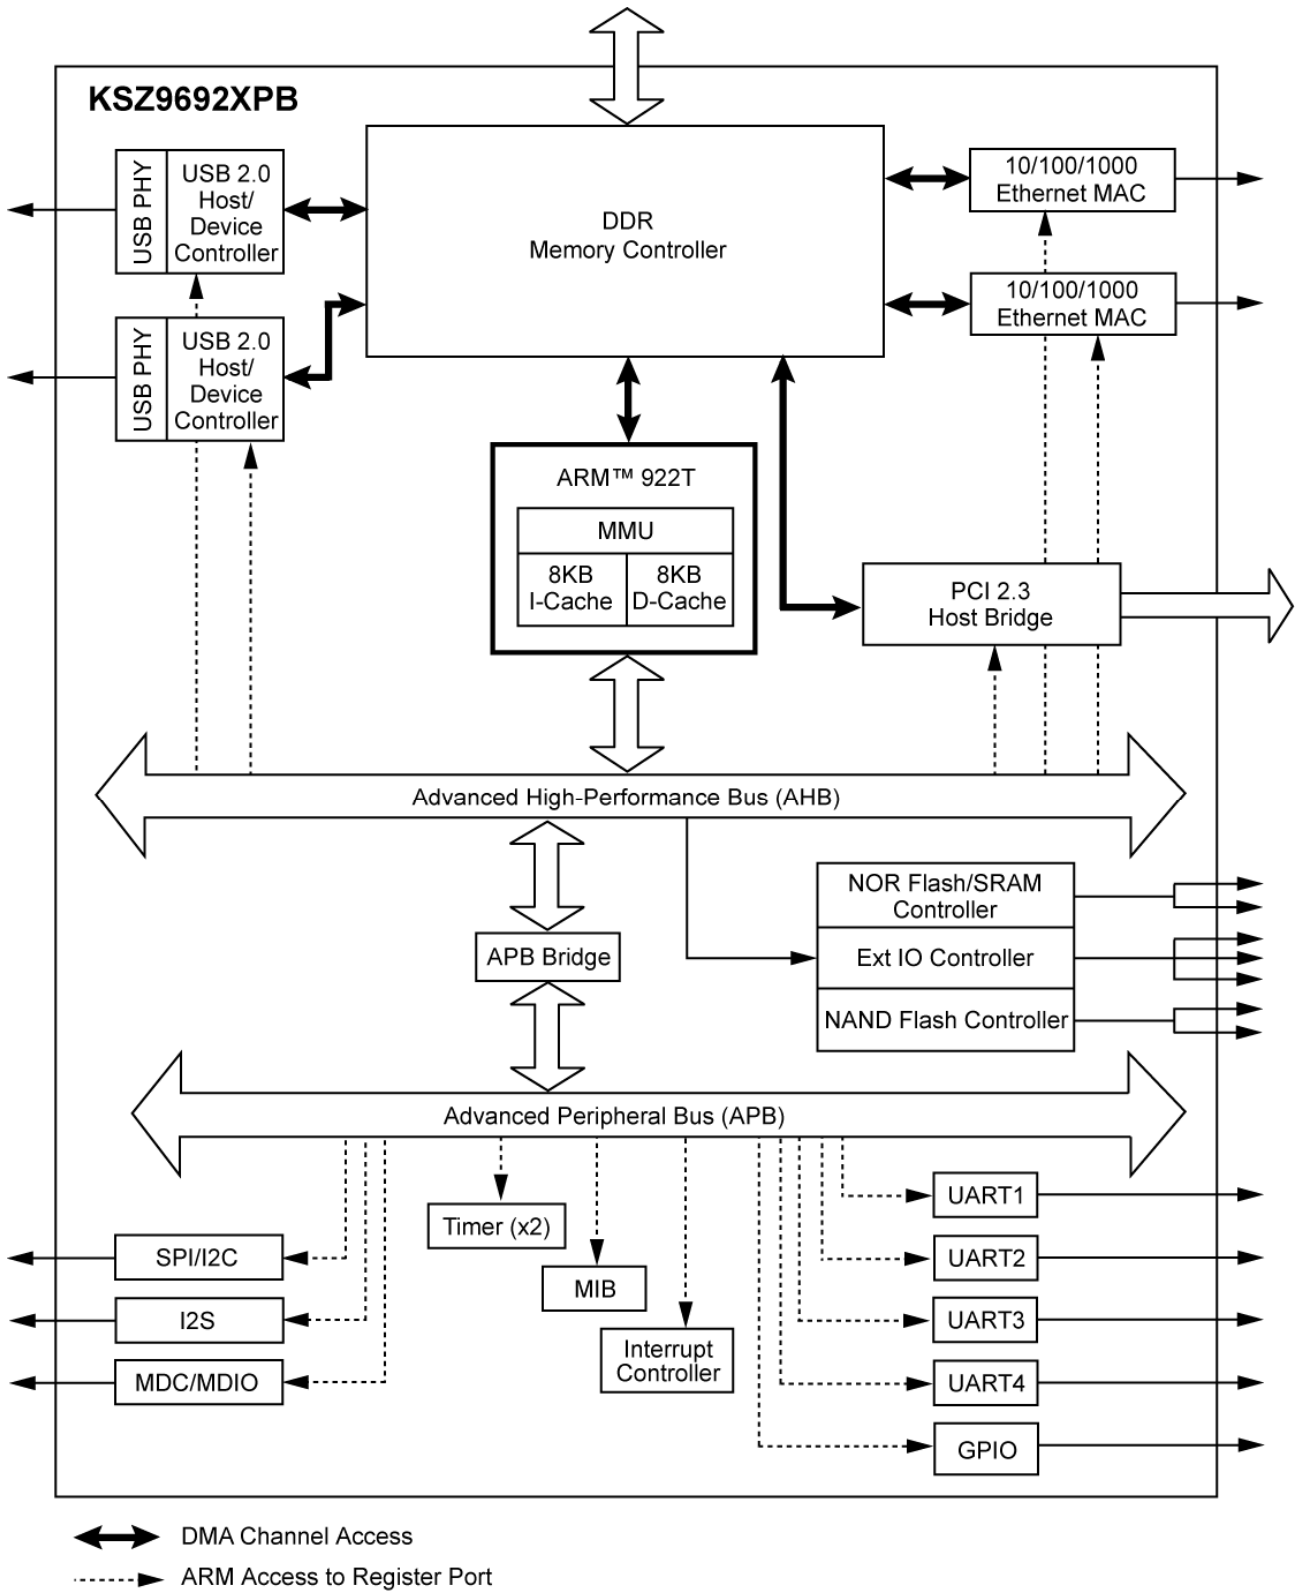 KSZ9692XPB
USB PHY
USB 2.0
Host/
Device
Controller
DDR
Memory Controller
10/100/1000
Ethernet MAC
10/100/1000
Ethernet MAC
USB PHY
USB 2.0
Host/
Device
Controller
ARM™ 922T
MMU
8KB
I-Cache
8KB
D-Cache
PCI 2.3
Host Bridge
Advanced High-Performance Bus (AHB)
NOR Flash/SRAM
Controller
APB Bridge
Ext IO Controller
NAND Flash Controller
Advanced Peripheral Bus (APB)
UART1
Timer (x2)
SPI/I2C
UART2
MIB
I2S
UART3
Interrupt
Controller
MDC/MDIO
UART4
GPIO
DMA Channel Access
ARM Access to Register Port